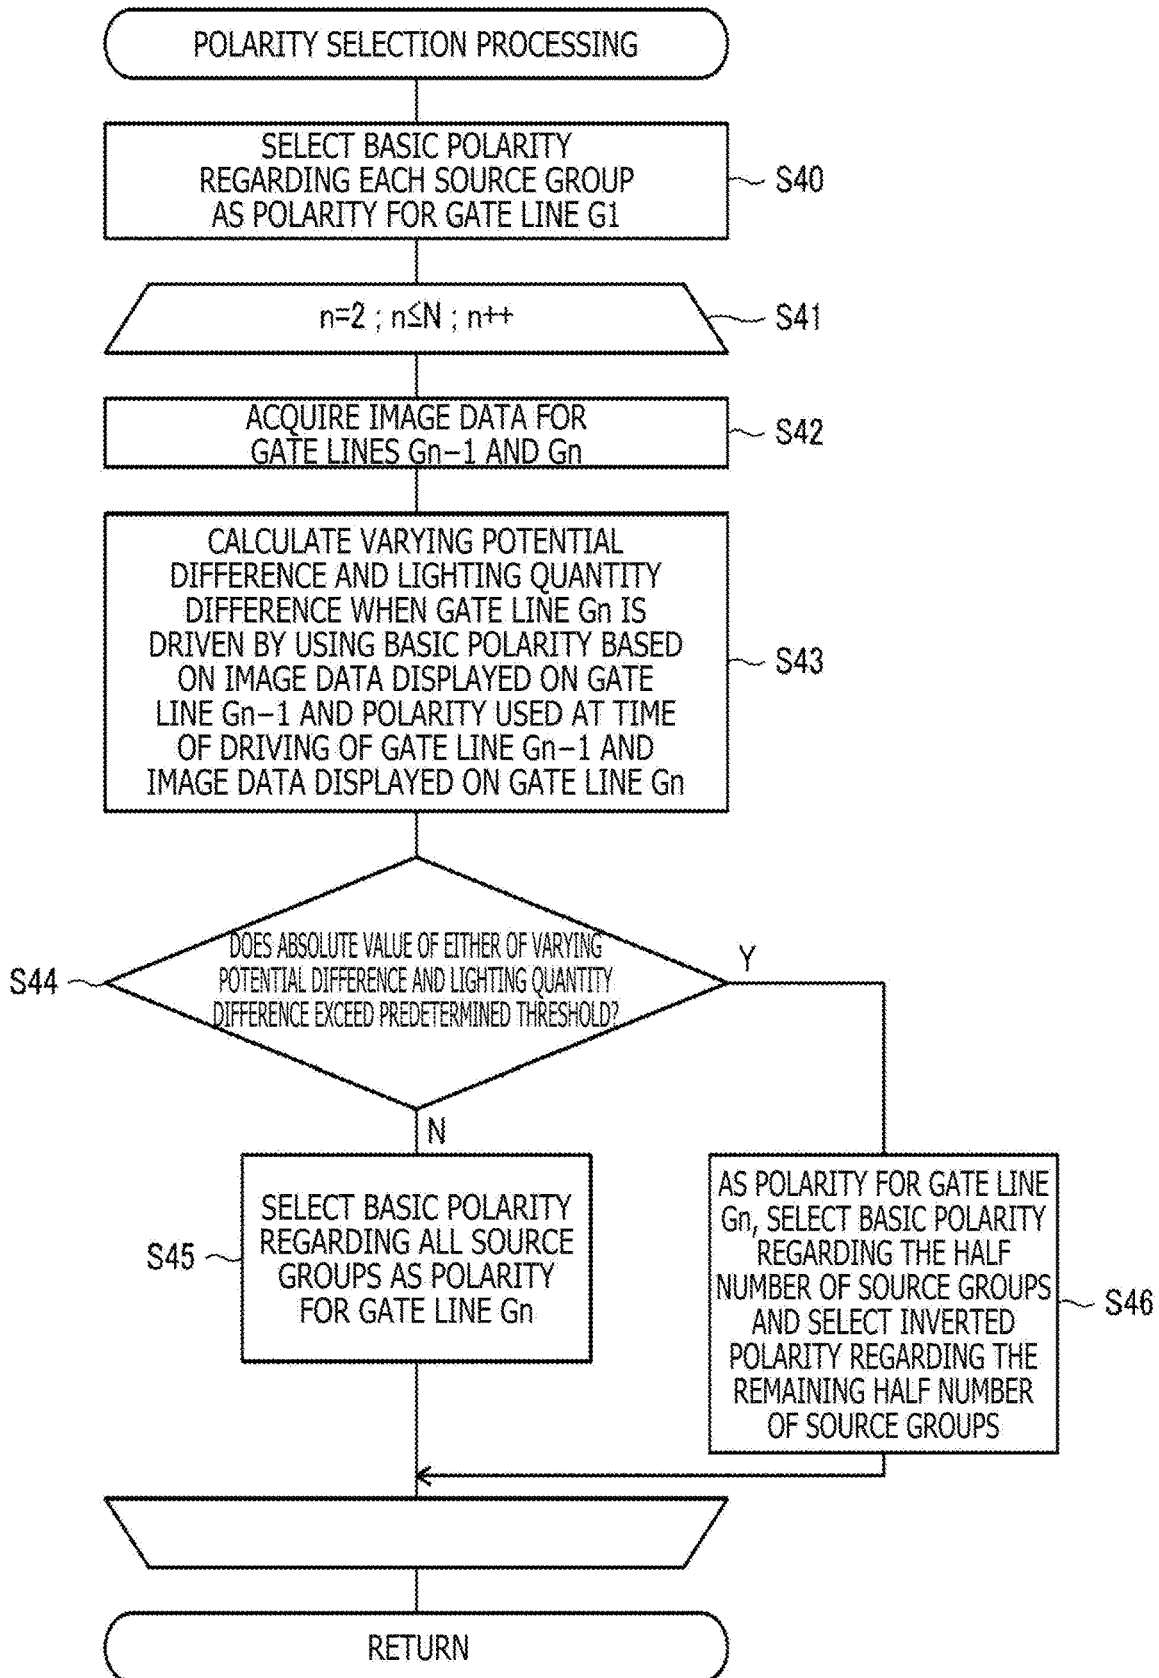 POLARITY SELECTION PROCESSING
SELECT BASIC POLARITY
REGARDING EACH SOURCE GROUP
AS POLARITY FOR GATE LINE G1
S40
n=2 ; n≤N ; n++
S41
ACQUIRE IMAGE DATA FOR
GATE LINES Gn−1 AND Gn
S42
CALCULATE VARYING POTENTIAL
DIFFERENCE AND LIGHTING QUANTITY
DIFFERENCE WHEN GATE LINE Gn IS
DRIVEN BY USING BASIC POLARITY BASED
ON IMAGE DATA DISPLAYED ON GATE
LINE Gn−1 AND POLARITY USED AT TIME
OF DRIVING OF GATE LINE Gn−1 AND
IMAGE DATA DISPLAYED ON GATE LINE Gn
S43
DOES ABSOLUTE VALUE OF EITHER OF VARYING
POTENTIAL DIFFERENCE AND LIGHTING QUANTITY
DIFFERENCE EXCEED PREDETERMINED THRESHOLD?
S44
Y
N
SELECT BASIC POLARITY
REGARDING ALL SOURCE
GROUPS AS POLARITY
FOR GATE LINE Gn
S45
AS POLARITY FOR GATE LINE
Gn, SELECT BASIC POLARITY
REGARDING THE HALF
NUMBER OF SOURCE GROUPS
AND SELECT INVERTED
POLARITY REGARDING THE
REMAINING HALF NUMBER
OF SOURCE GROUPS
S46
RETURN